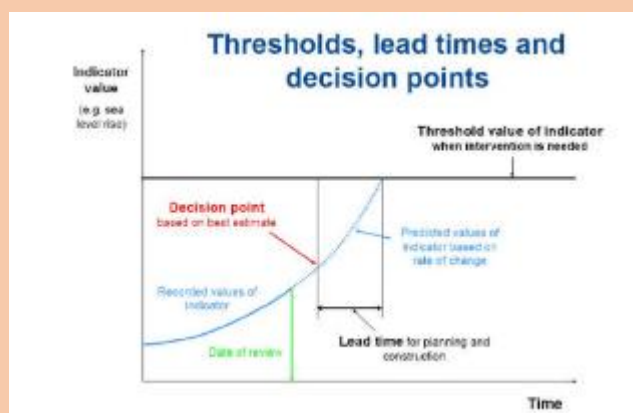 Thresholds, lead times and
decision points
Indicator
value
(e.g. sea
level rise)
Threshold value of indicator
when intervention is needed
Decision point
based on best estimate
Predicted values of
indicator based on
rate of change
Recorded values of
indicator
Date of review
Lead time for planning and
construction
Time